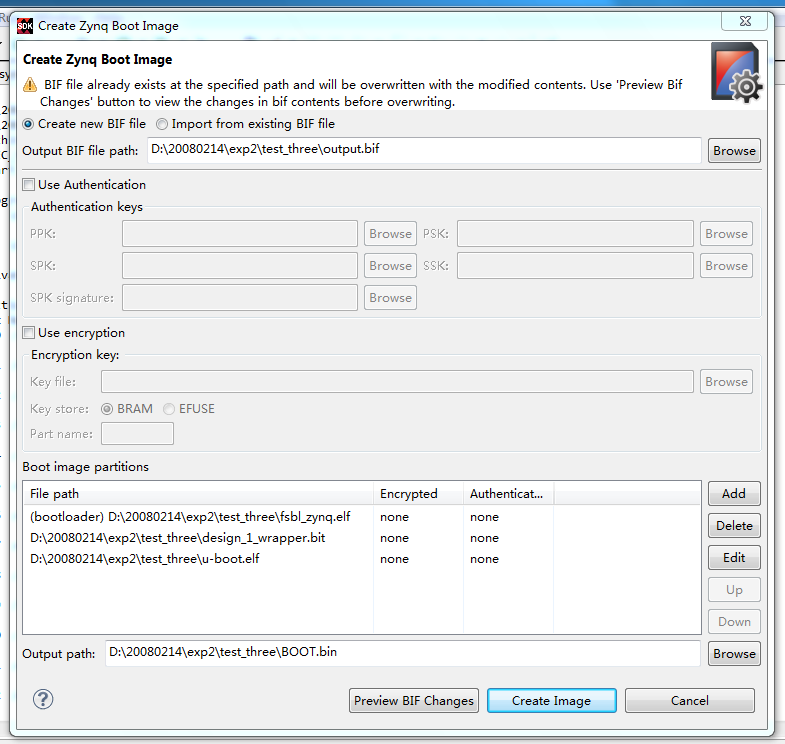 SDK Create Zynq Boot Image
Create Zynq Boot Image
BIF file already exists at the specified path and will be overwritten with the modified contents. Use 'Preview Bif
Changes' button to view the changes in bif contents before overwriting.
Create new BIF file Import from existing BIF file
Output BIF file path: D:\20080214\exp2\test_three\output.bif Browse
Use Authentication
Authentication keys
PPK: Browse PSK: Browse
SPK: Browse SSK: Browse
SPK signature: Browse
Use encryption
Encryption key:
Key file: Browse
Key store: BRAM EFUSE
Part name:
Boot image partitions
File path Encrypted Authenticat... Add
(bootloader) D:\20080214\exp2\test_three\fsbl_zynq.elf none none
Delete
D:\20080214\exp2\test_three\design_1_wrapper.bit none none
D:\20080214\exp2\test_three\u-boot.elf none none Edit
Up
Down
Output path: D:\20080214\exp2\test_three\BOOT.bin Browse
? Preview BIF Changes Create Image Cancel